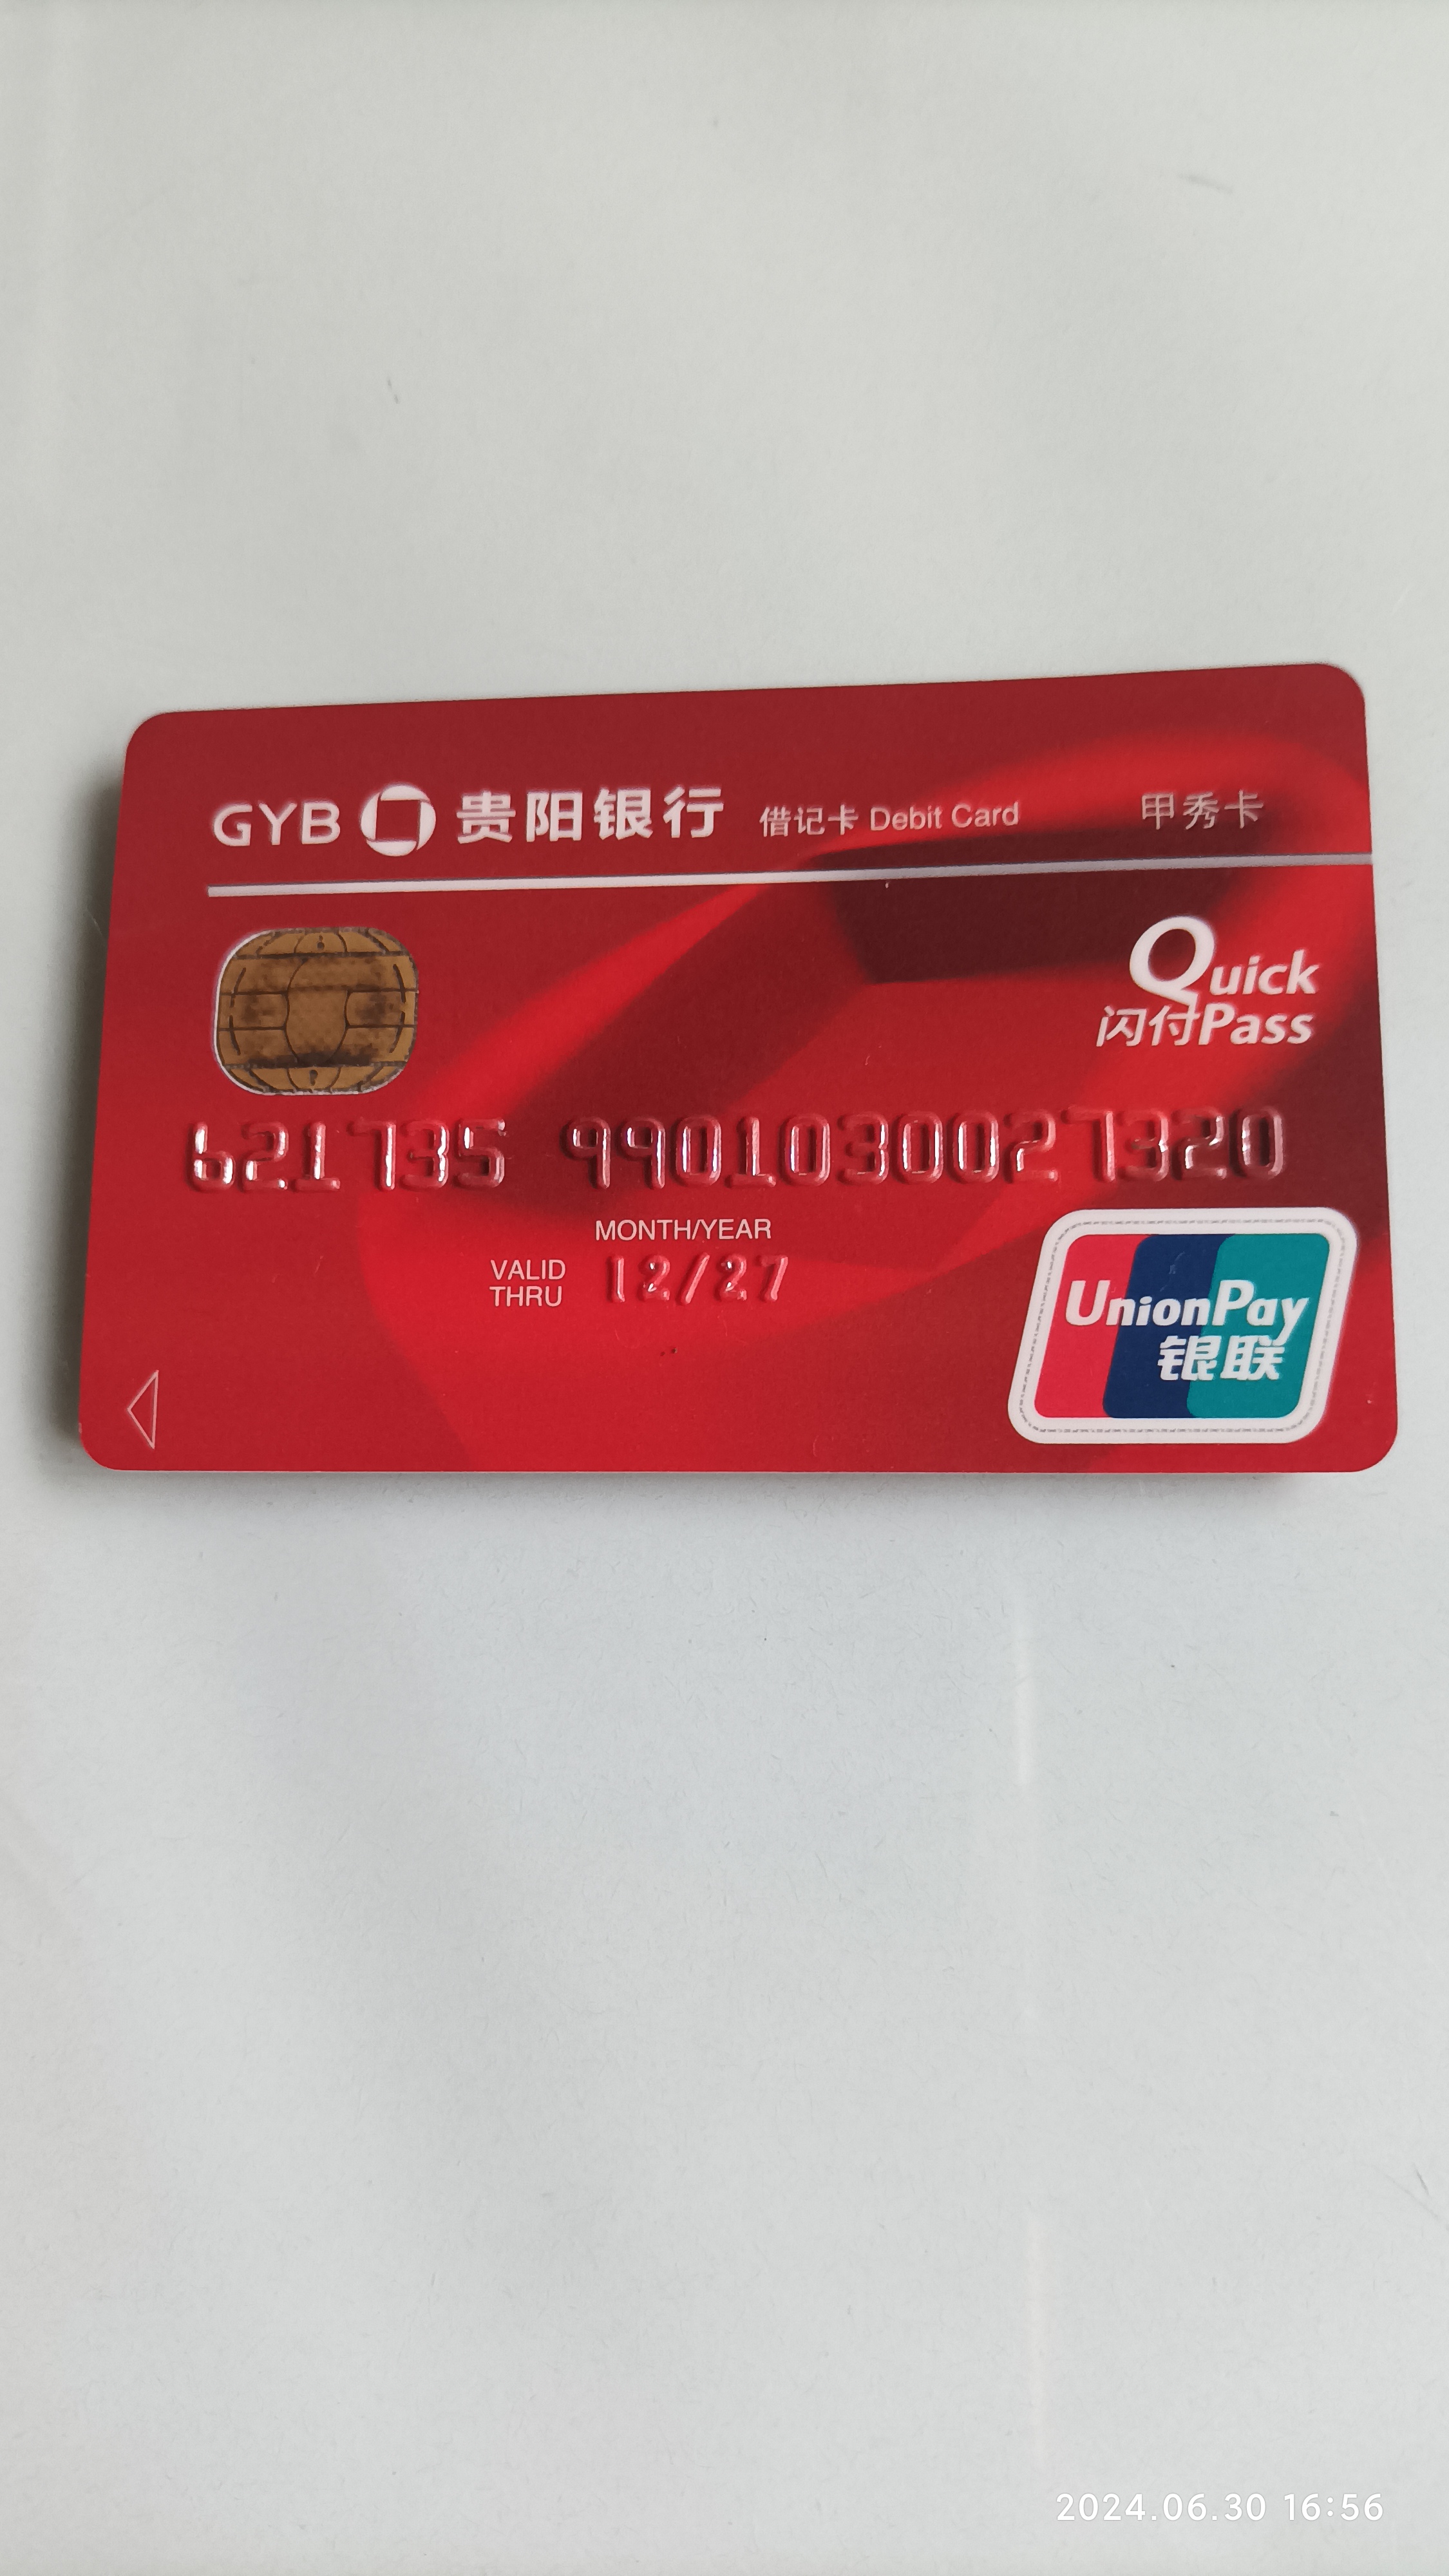 GYB 贵阳银行 借记卡 Debit Card 甲秀卡
Quick
闪付Pass
621735 9901030027320
MONTH/YEAR
VALID
THRU 12/27
UnionPay
银联
2024.06.30 16:56